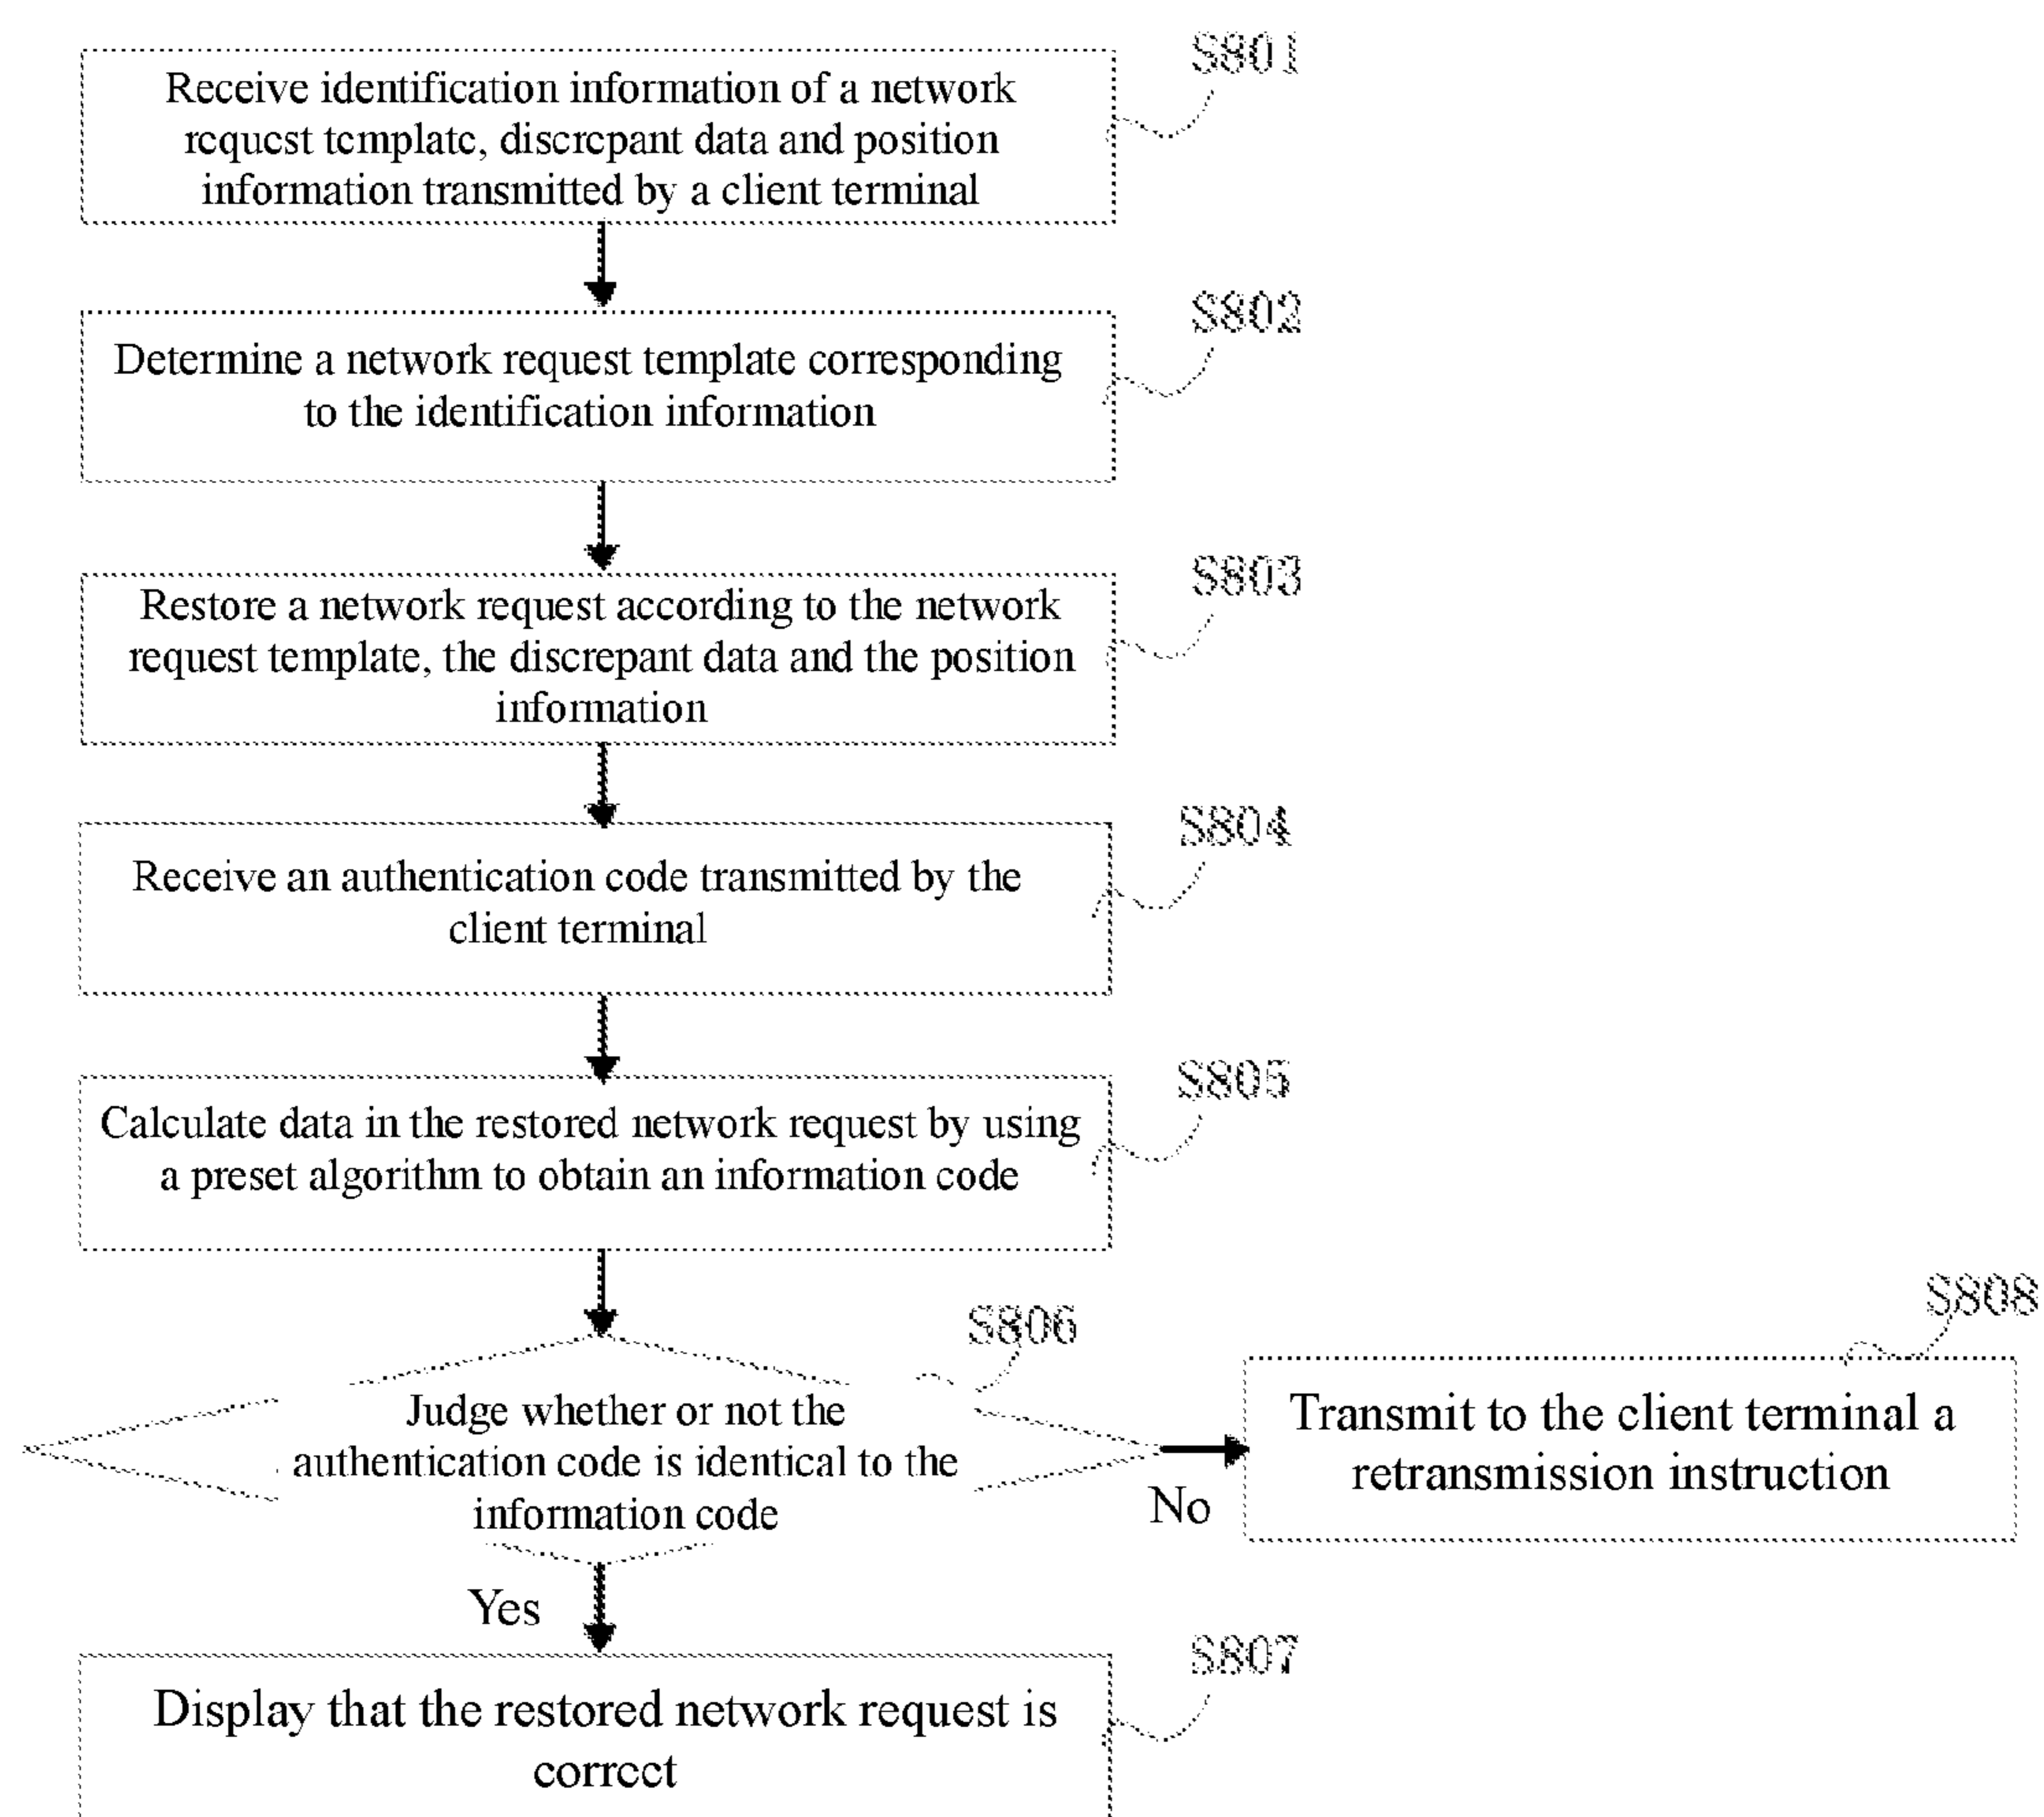 S801
Receive identification information of a network
request template, discrepant data and position
information transmitted by a client terminal
S802
Determine a network request template corresponding
to the identification information
S803
Restore a network request according to the network
request template, the discrepant data and the position
information
S804
Receive an authentication code transmitted by the
client terminal
S805
Calculate data in the restored network request by using
a preset algorithm to obtain an information code
S806
Judge whether or not the
authentication code is identical to the
information code
No
S808
Transmit to the client terminal a
retransmission instruction
Yes
S807
Display that the restored network request is
correct